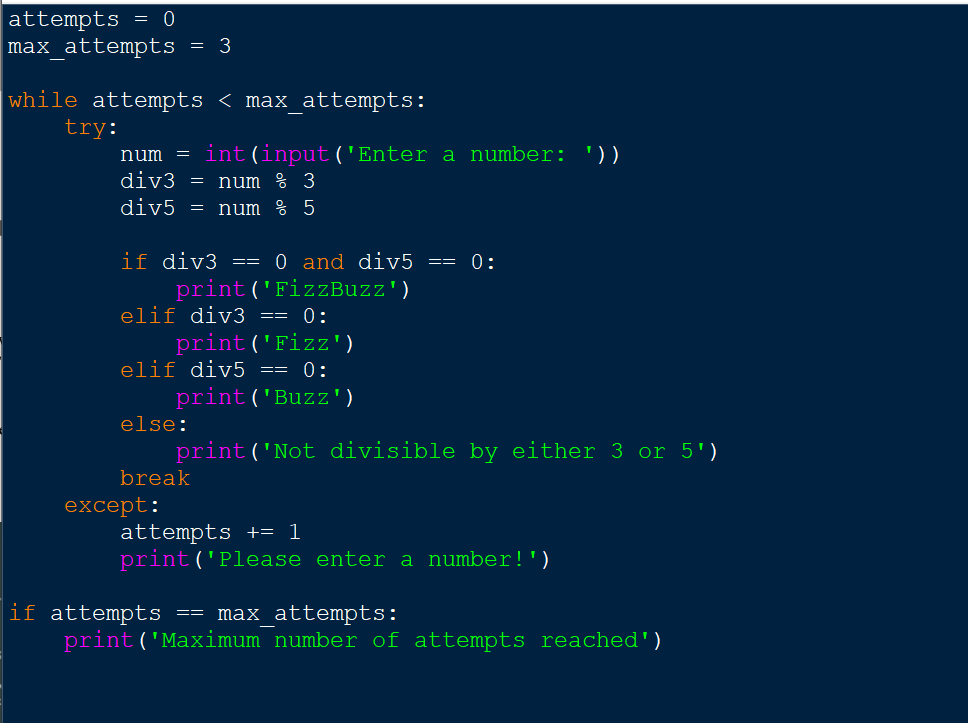 attempts = 0
max_attempts = 3

while attempts < max_attempts:
    try:
        num = int(input('Enter a number: '))
        div3 = num % 3
        div5 = num % 5

        if div3 == 0 and div5 == 0:
            print('FizzBuzz')
        elif div3 == 0:
            print('Fizz')
        elif div5 == 0:
            print('Buzz')
        else:
            print('Not divisible by either 3 or 5')
        break
    except:
        attempts += 1
        print('Please enter a number!')

if attempts == max_attempts:
    print('Maximum number of attempts reached')